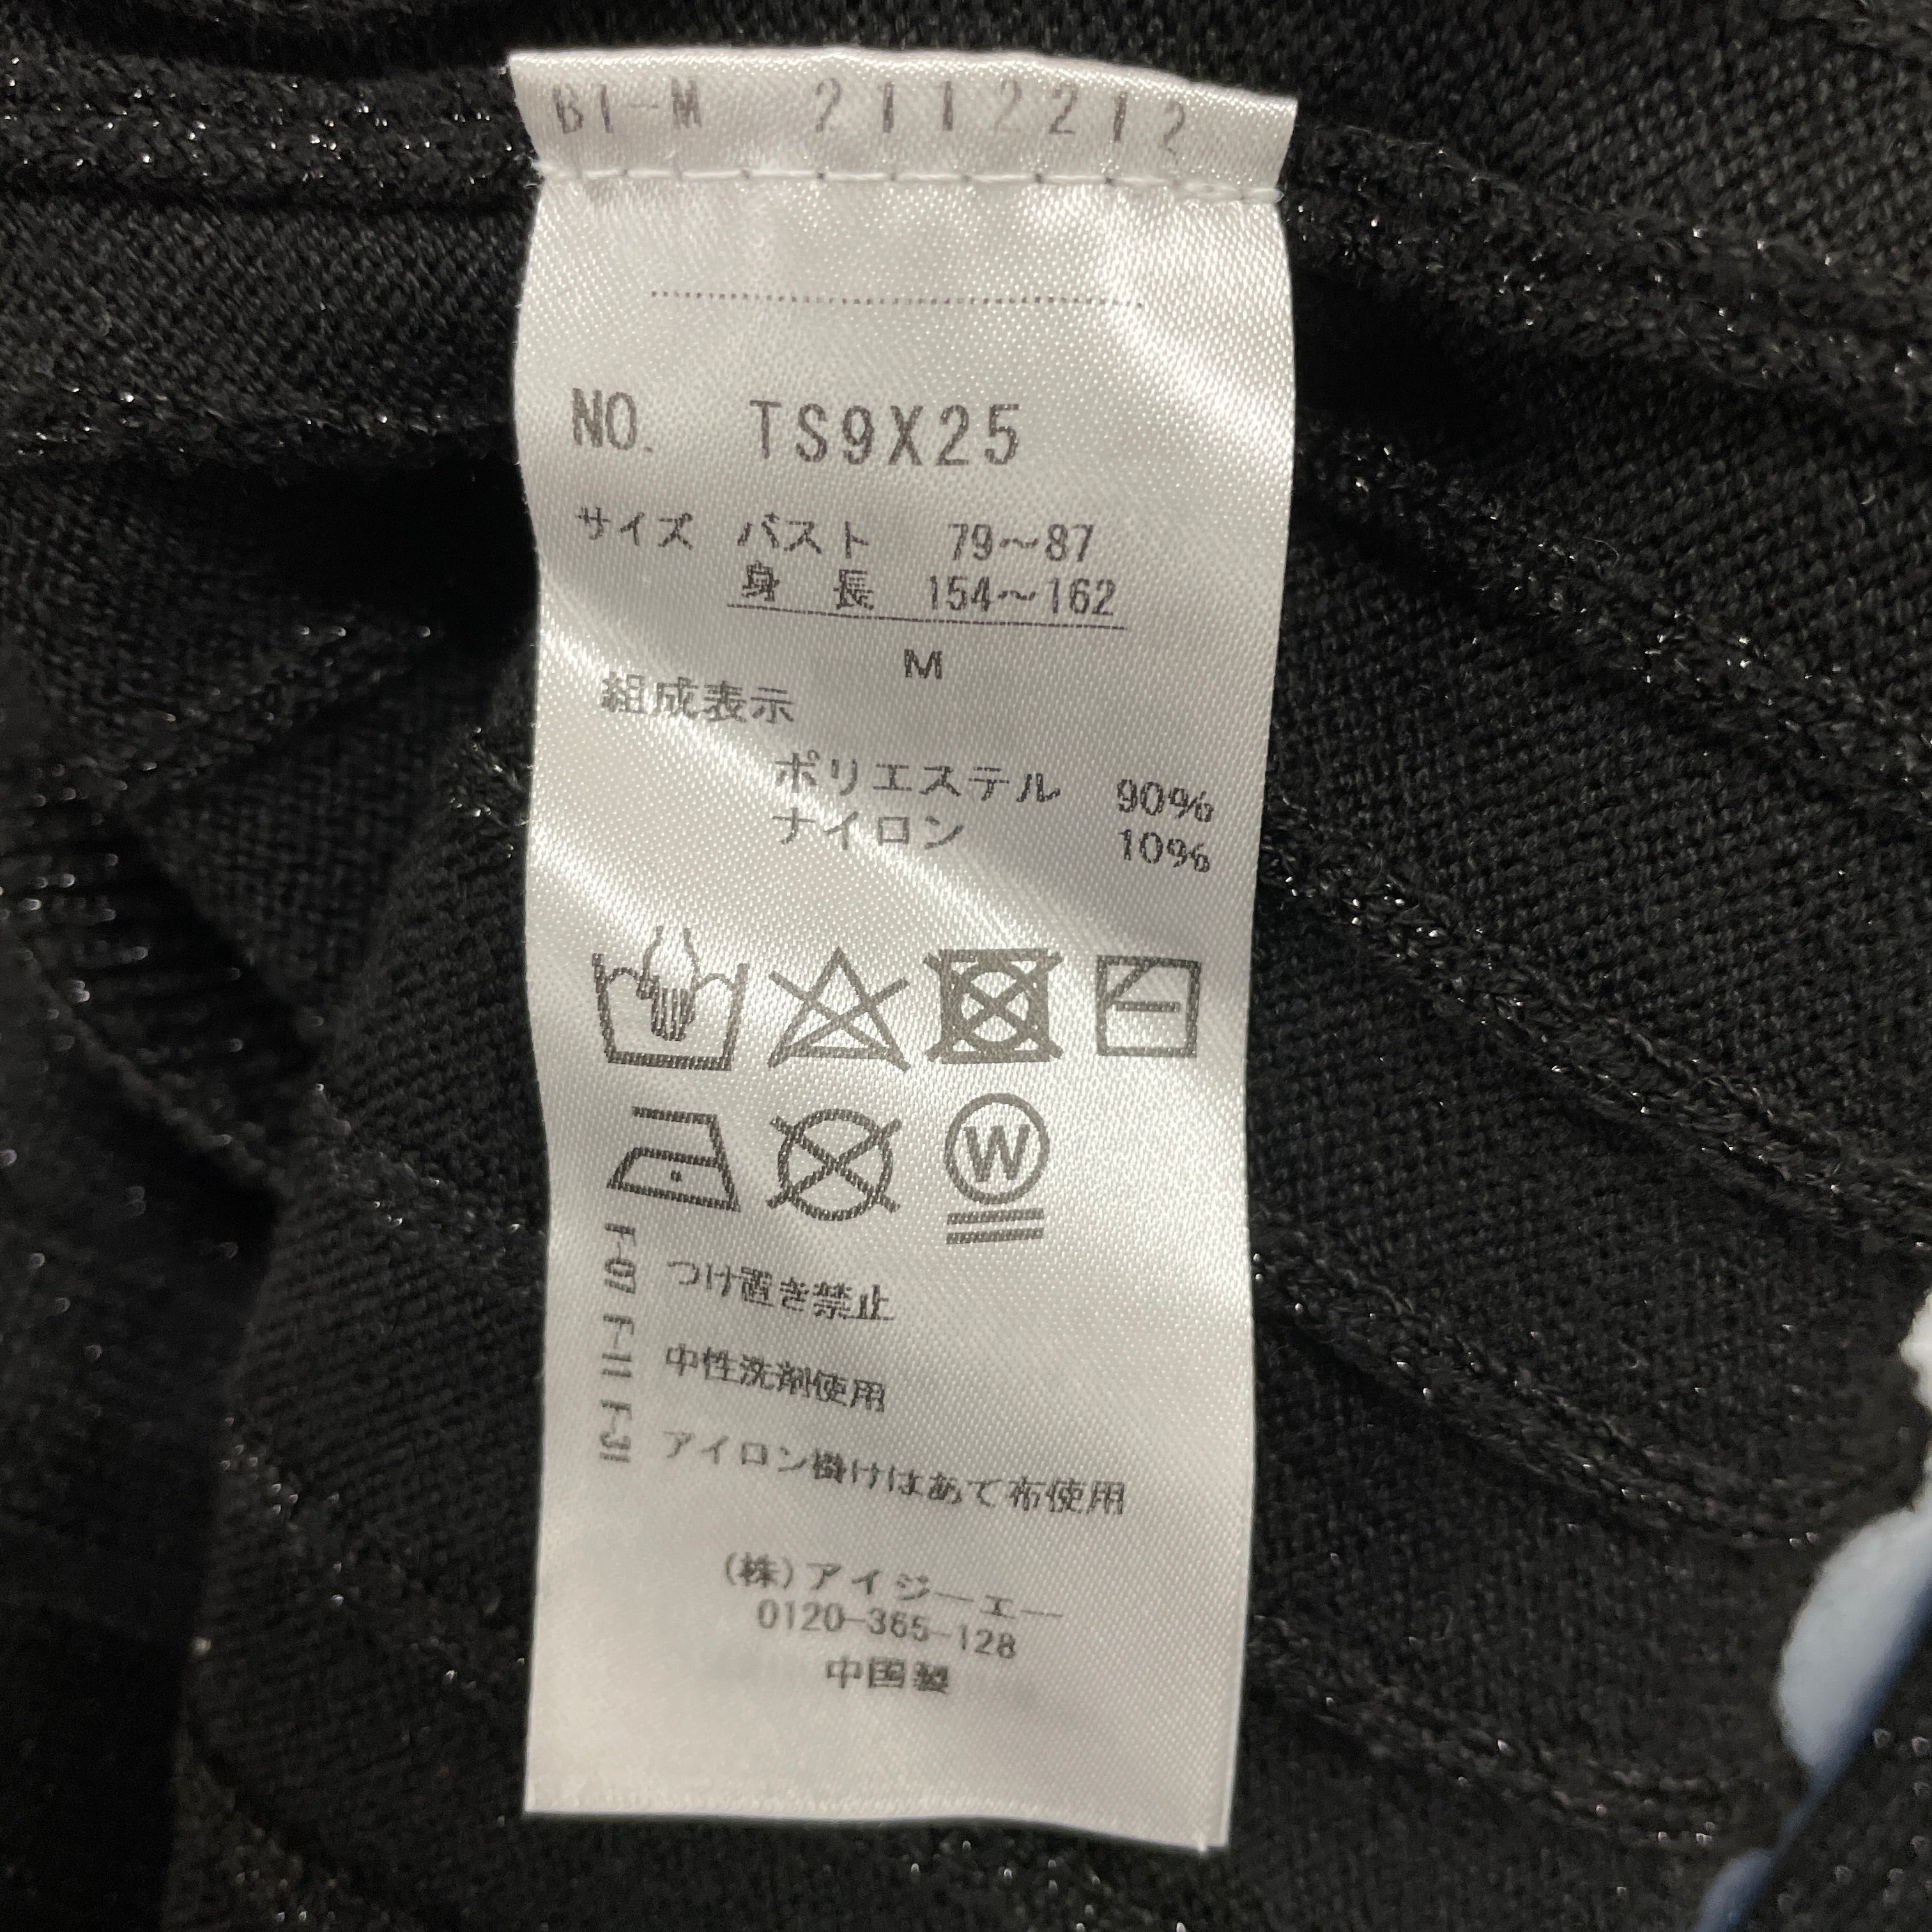 BI-M 2112212
NO. TS9X25
サイズ バスト 79〜87
身 長 154〜162
M
組成表示
ポリエステル 90%
ナイロン 10%
W
F-07 つけ置き禁止
F-11 中性洗剤使用
F-31 アイロン掛けはあて布使用
(株)アイジーエー
0120-365-128
中国製